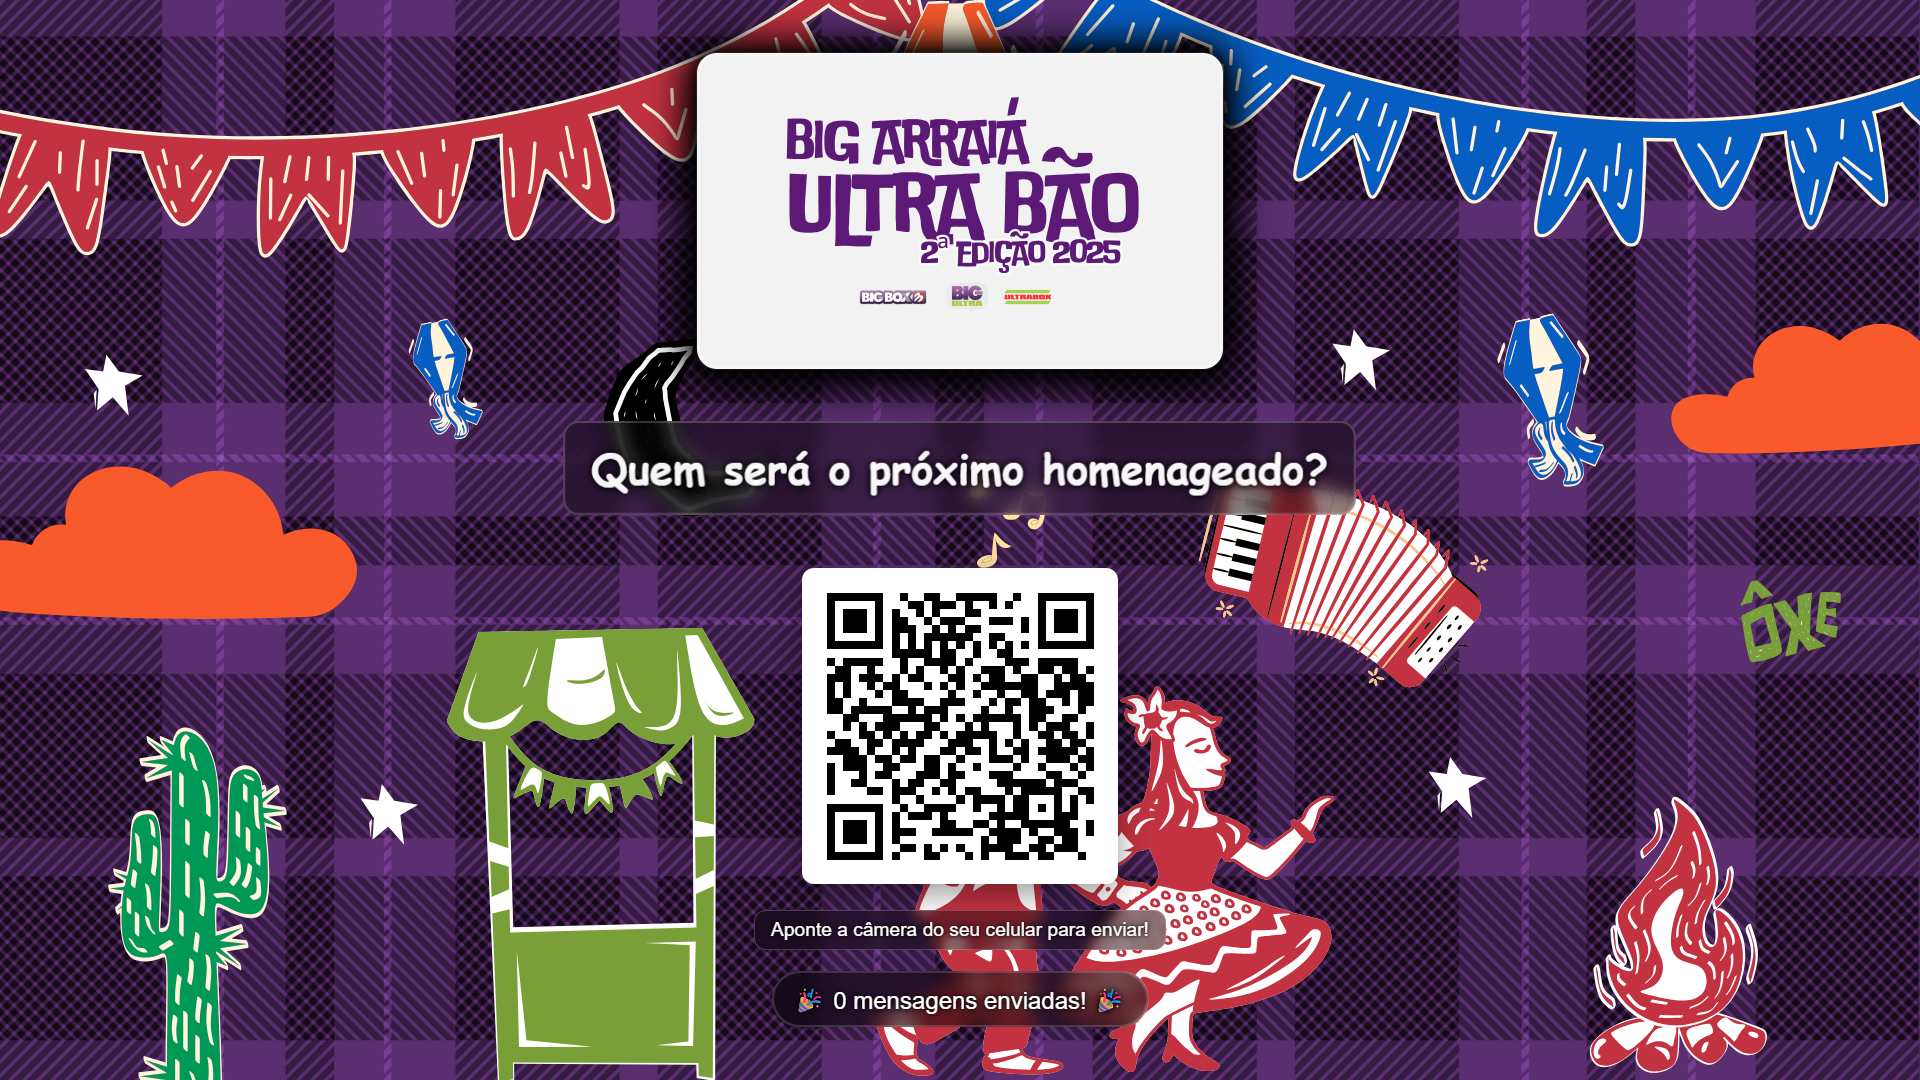 BIG ARRAIÁ
ULTRA BÃO
2ª EDIÇÃO 2025
BIG BOX
BIG ULTRA
ULTRABOX
Quem será o próximo homenageado?
ÔXE
Aponte a câmera do seu celular para enviar!
🎉 0 mensagens enviadas! 🎉